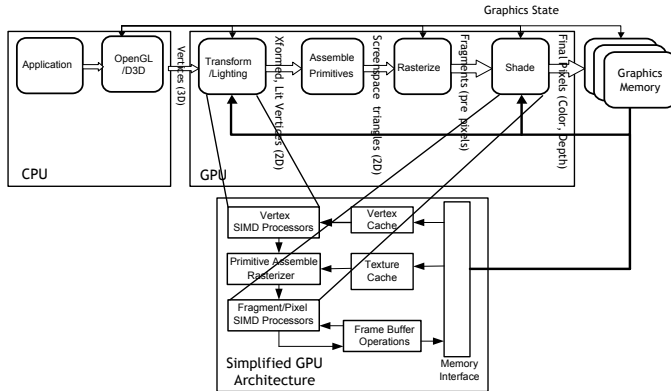 Graphics State
Application
OpenGL
/D3D
Vertices (3D)
Transform
/Lighting
Xformed, Lit Vertices (2D)
Assemble
Primitives
Screenspace triangles (2D)
Rasterize
Fragments (pre pixels)
Shade
Final Pixels (Color, Depth)
Graphics
Memory
CPU
GPU
Vertex
SIMD Processors
Vertex
Cache
Primitive Assemble
Rasterizer
Texture
Cache
Fragment/Pixel
SIMD Processors
Frame Buffer
Operations
Simplified GPU
Architecture
Memory
Interface